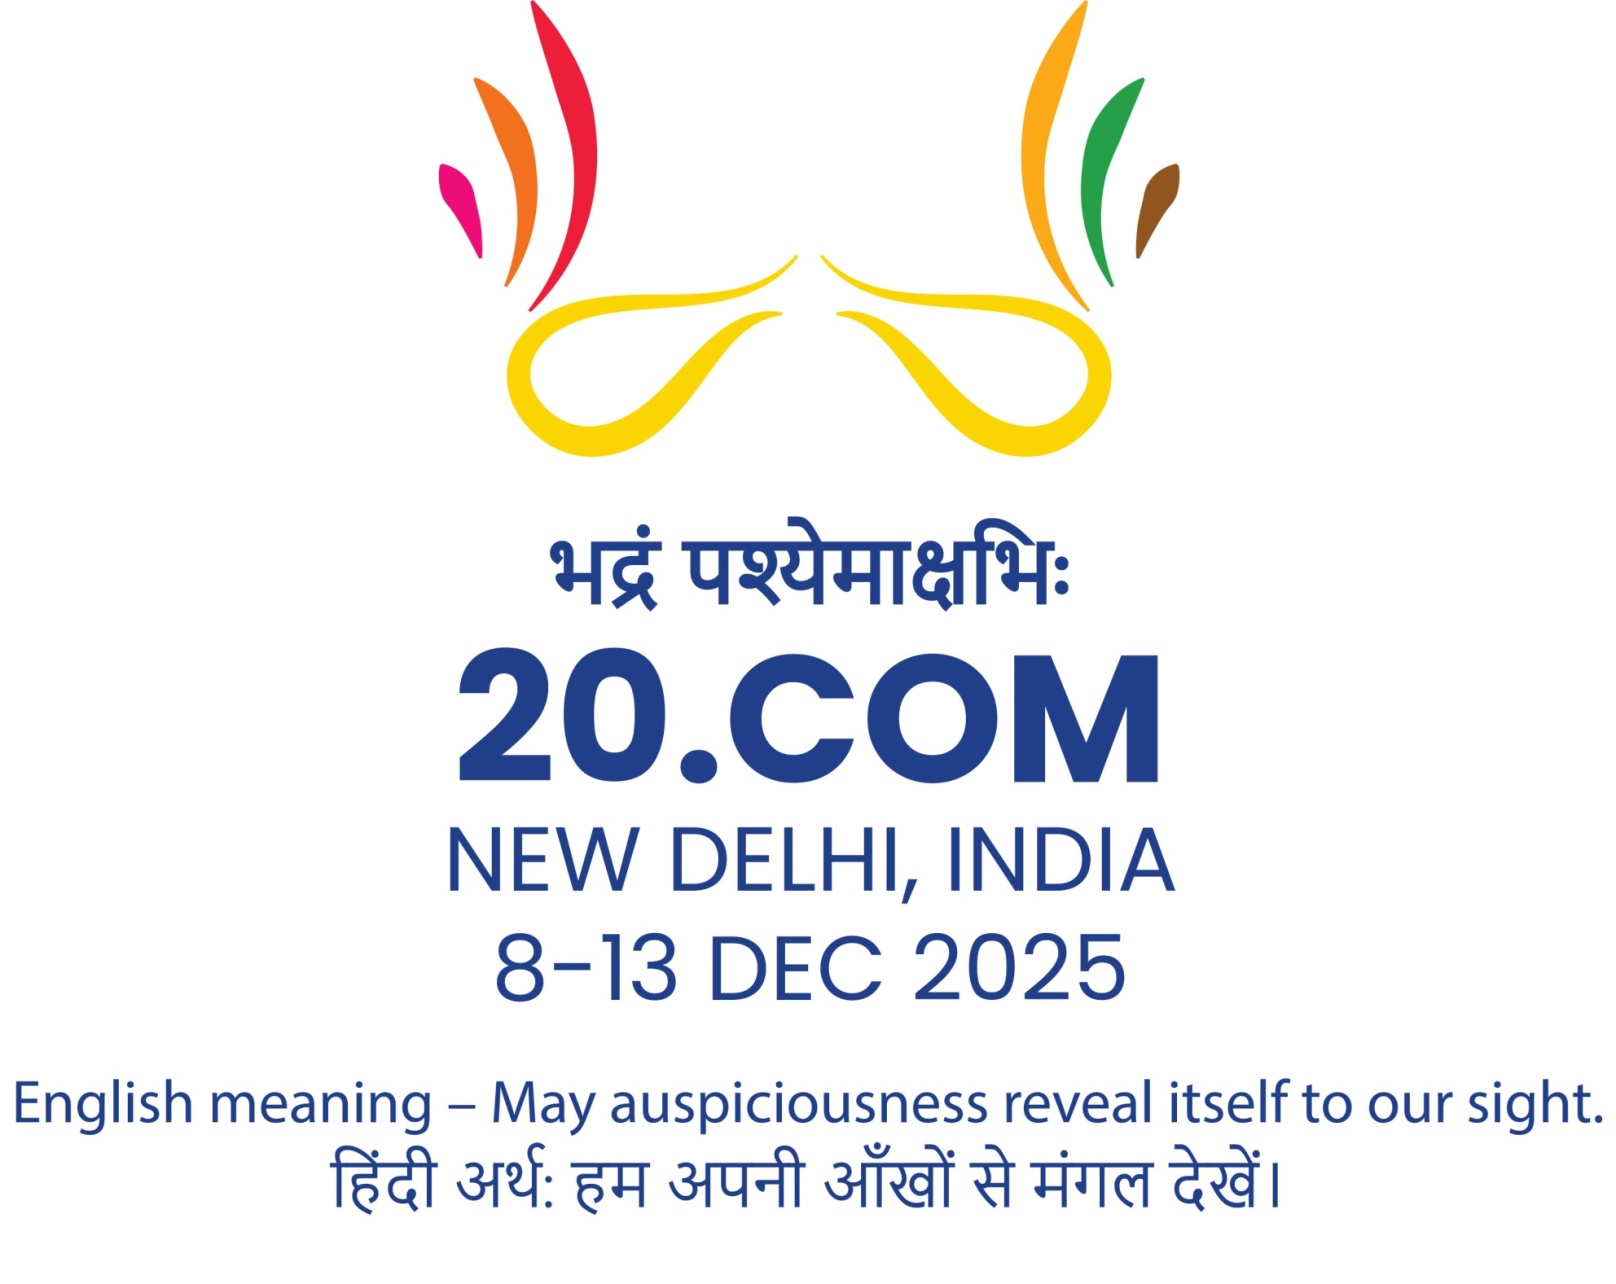 भद्रं पश्येमाक्षभिः
20.COM
NEW DELHI, INDIA
8-13 DEC 2025
English meaning – May auspiciousness reveal itself to our sight.
हिंदी अर्थ: हम अपनी आँखों से मंगल देखें।